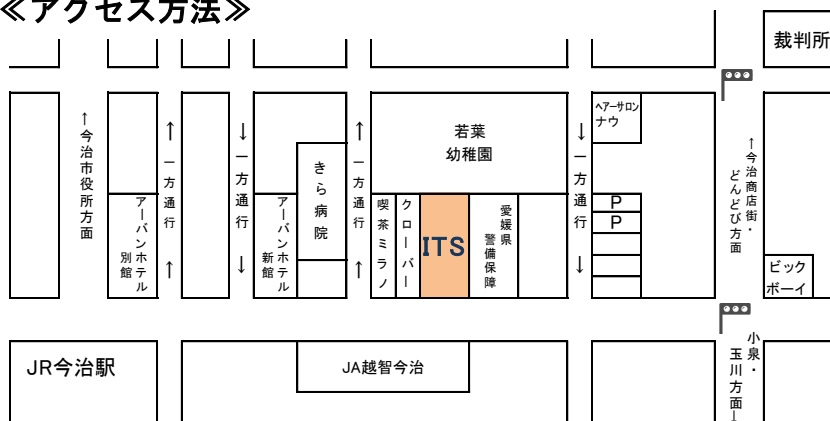 ≪アクセス方法≫
裁判所
↑今治市役所方面
↑一方通行↑
↓一方通行↓
きら病院
↑一方通行↑
若葉
幼稚園
↓一方通行↓
ヘアーサロン
ナウ
↑今治商店街・
どんどび方面
アーバンホテル
別館
アーバンホテル
新館
喫茶ミラノ
クローバー
ITS
愛媛県
警備保障
P
P
ビック
ボーイ
JR今治駅
JA越智今治
小泉・
玉川方面↓